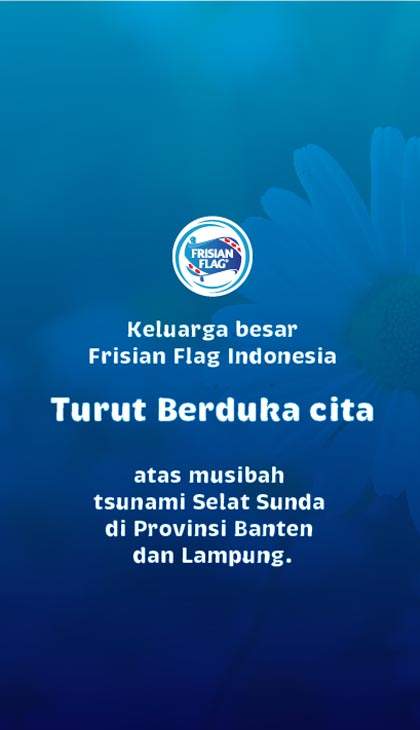 FRISIAN
FLAG
Keluarga besar
Frisian Flag Indonesia
Turut Berduka cita
atas musibah
tsunami Selat Sunda
di Provinsi Banten
dan Lampung.